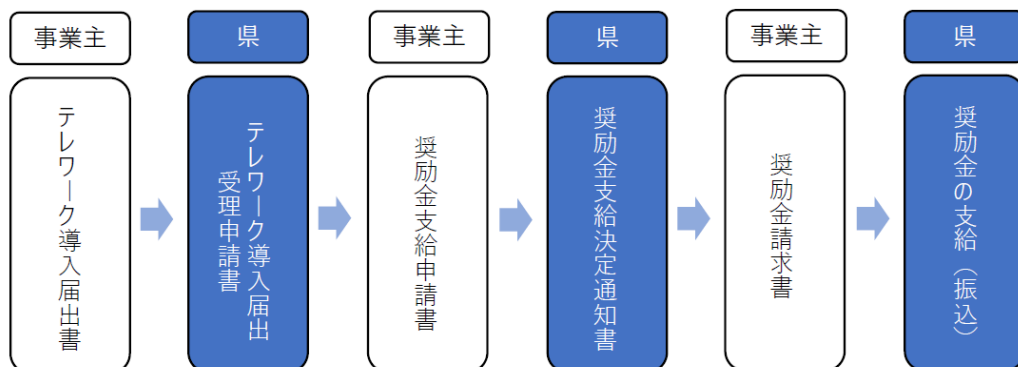 事業主
テレワーク導入届出書
県
テレワーク導入届出
受理申請書
事業主
奨励金支給申請書
県
奨励金支給決定通知書
事業主
奨励金請求書
県
奨励金の支給（振込）